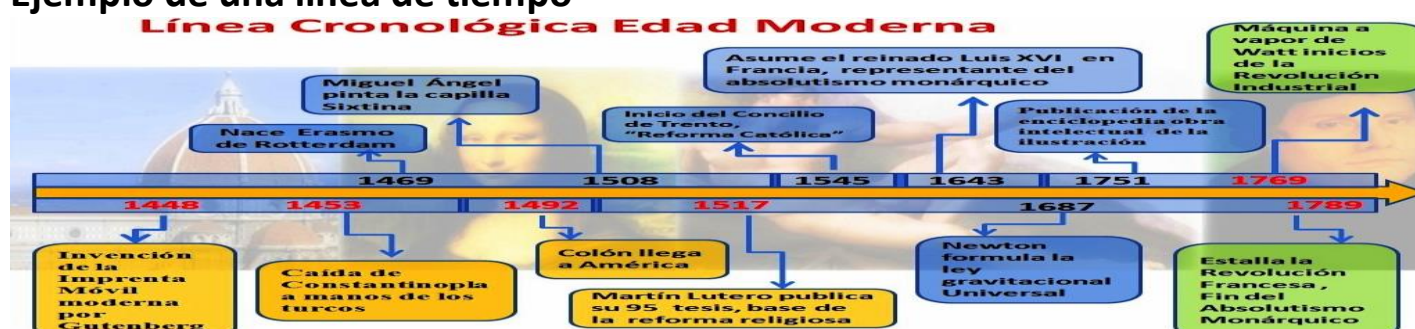 Ejemplo de una línea de tiempo
Línea Cronológica Edad Moderna
Máquina a
vapor de
Watt inicios
de la
Revolución
Industrial
Asume el reinado Luis XVI en
Francia, representante del
absolutismo monárquico
Miguel Ángel
pinta la capilla
Sixtina
Inicio del Concilio
de Trento,
“Reforma Católica”
Publicación de la
enciclopedia obra
intelectual de la
ilustración
Nace Erasmo
de Rotterdam
1469
1508
1545
1643
1751
1769
1448
1453
1492
1517
1687
1789
Invención
de la
Imprenta
Móvil
moderna
por
Gutenberg
Caída de
Constantinopla
a manos de los
turcos
Colón llega
a América
Martín Lutero publica
su 95 tesis, base de
la reforma religiosa
Newton
formula la
ley
gravitacional
Universal
Estalla la
Revolución
Francesa,
Fin del
Absolutismo
Monárquico